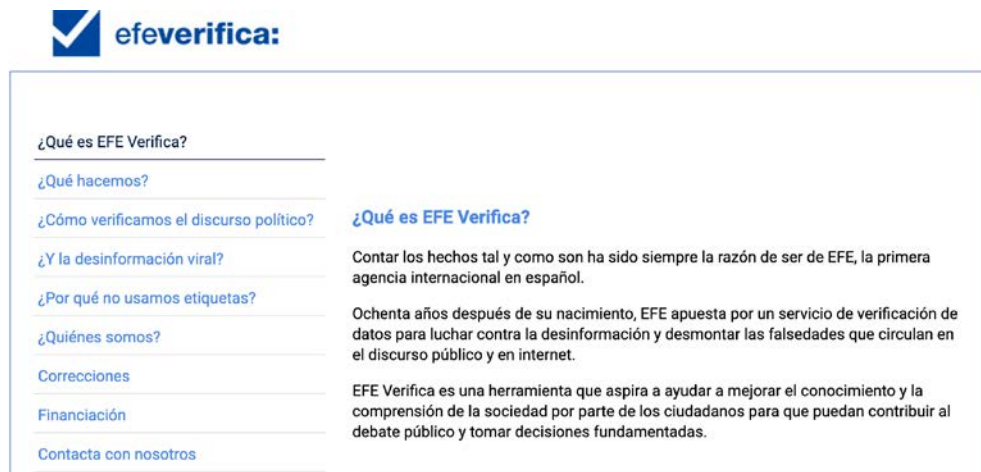 efeverifica:
¿Qué es EFE Verifica?
¿Qué hacemos?
¿Cómo verificamos el discurso político?
¿Y la desinformación viral?
¿Por qué no usamos etiquetas?
¿Quiénes somos?
Correcciones
Financiación
Contacta con nosotros
¿Qué es EFE Verifica?
Contar los hechos tal y como son ha sido siempre la razón de ser de EFE, la primera
agencia internacional en español.
Ochenta años después de su nacimiento, EFE apuesta por un servicio de verificación de
datos para luchar contra la desinformación y desmontar las falsedades que circulan en
el discurso público y en internet.
EFE Verifica es una herramienta que aspira a ayudar a mejorar el conocimiento y la
comprensión de la sociedad por parte de los ciudadanos para que puedan contribuir al
debate público y tomar decisiones fundamentadas.